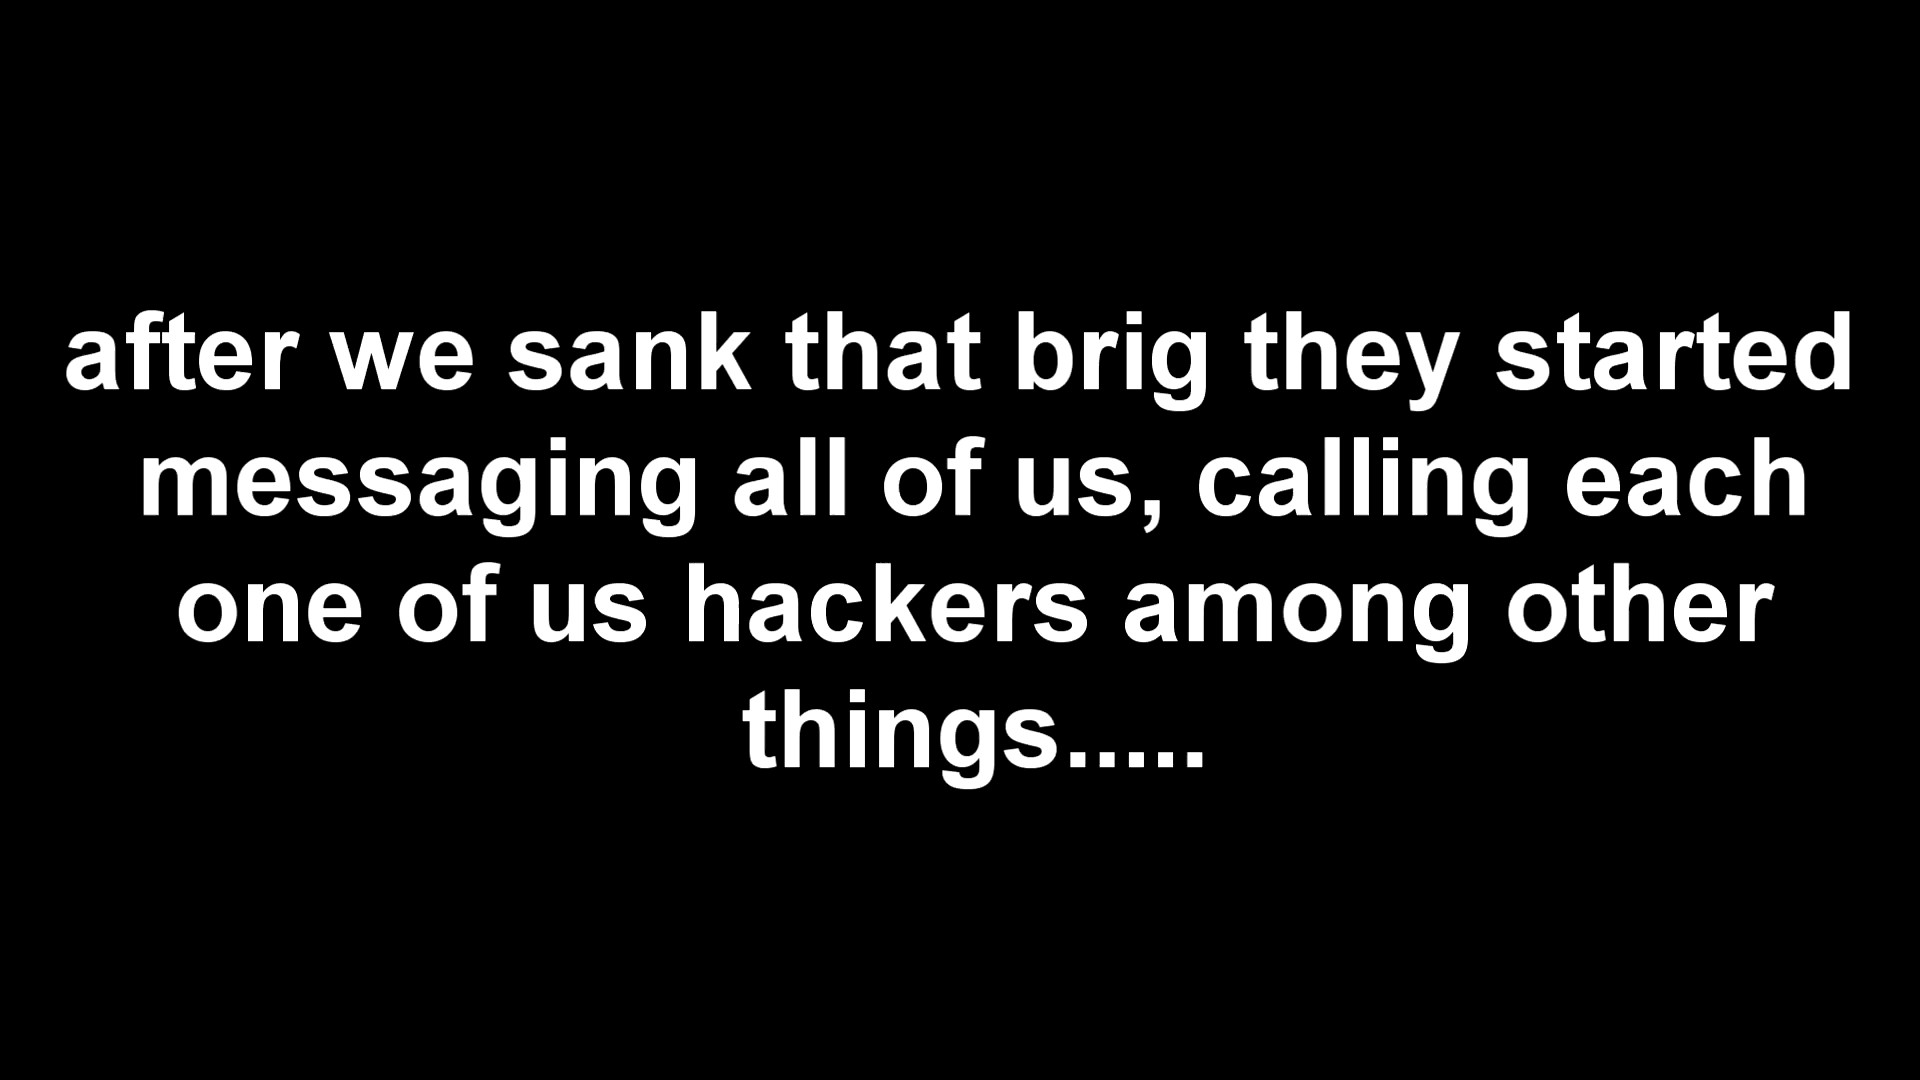 after we sank that brig they started
messaging all of us, calling each
one of us hackers among other
things.....